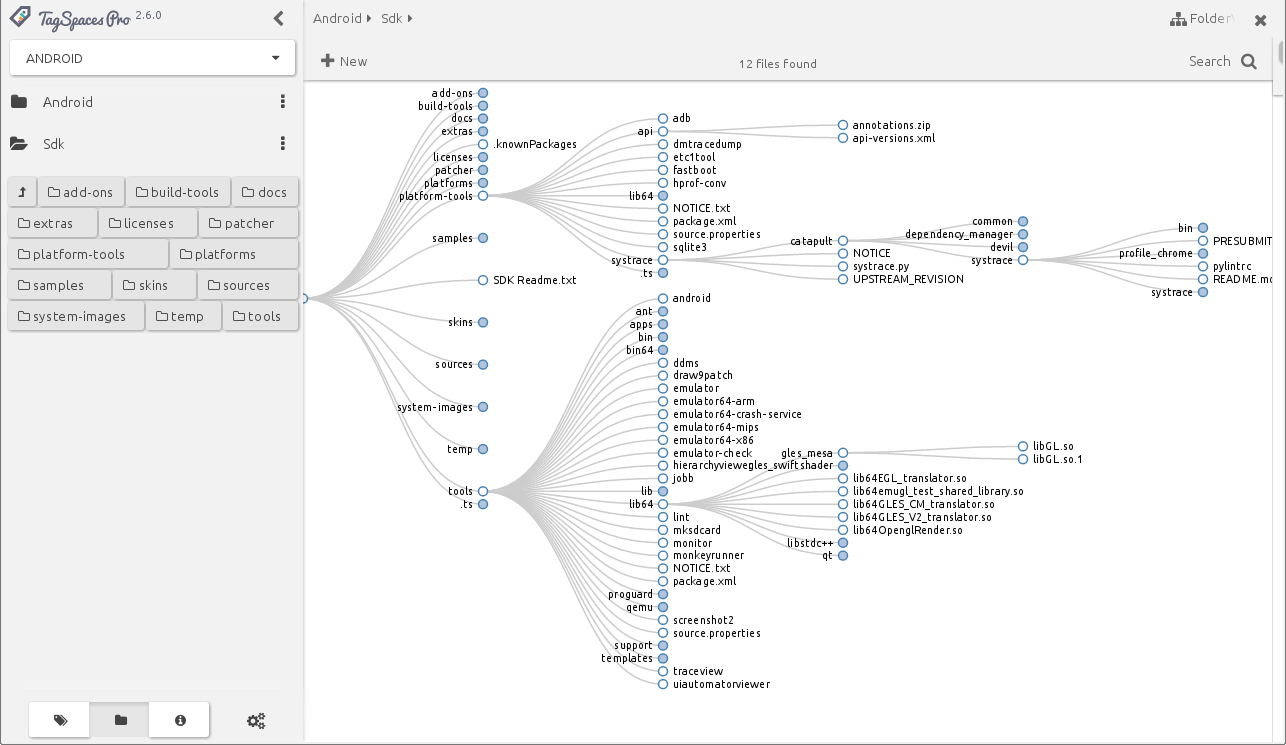 TagSpaces Pro 2.6.0
ANDROID
Android
Sdk
add-ons build-tools docs
extras licenses patcher
platform-tools platforms
samples skins sources
system-images temp tools
Android Sdk
New
12 files found
Search
add-ons
build-tools
docs
extras
.knownPackages
licenses
patcher
platforms
platform-tools
samples
SDK Readme.txt
skins
sources
system-images
temp
tools
.ts
adb
api
dmtracedump
etc1tool
fastboot
hprof-conv
lib64
NOTICE.txt
package.xml
source.properties
sqlite3
systrace
.ts
annotations.zip
api-versions.xml
catapult
NOTICE
systrace.py
UPSTREAM_REVISION
common
dependency_manager
devil
systrace
bin
PRESUBMIT
profile_chrome
pylintrc
systrace
android
ant
apps
bin
bin64
ddms
draw9patch
emulator
emulator64-arm
emulator64-crash-service
emulator64-mips
emulator64-x86
emulator-check
jobb
lib
lib64
lint
mksdcard
monitor
monkeyrunner
NOTICE.txt
package.xml
proguard
qemu
screenshot2
source.properties
support
templates
traceview
uiautomatorviewer
gles_mesa
gles_swiftshader
lib64EGL_translator.so
lib64emugl_test_shared_library.so
lib64GLES_CM_translator.so
lib64GLES_V2_translator.so
lib64OpenglRender.so
libstdc++
qt
libGL.so
libGL.so.1